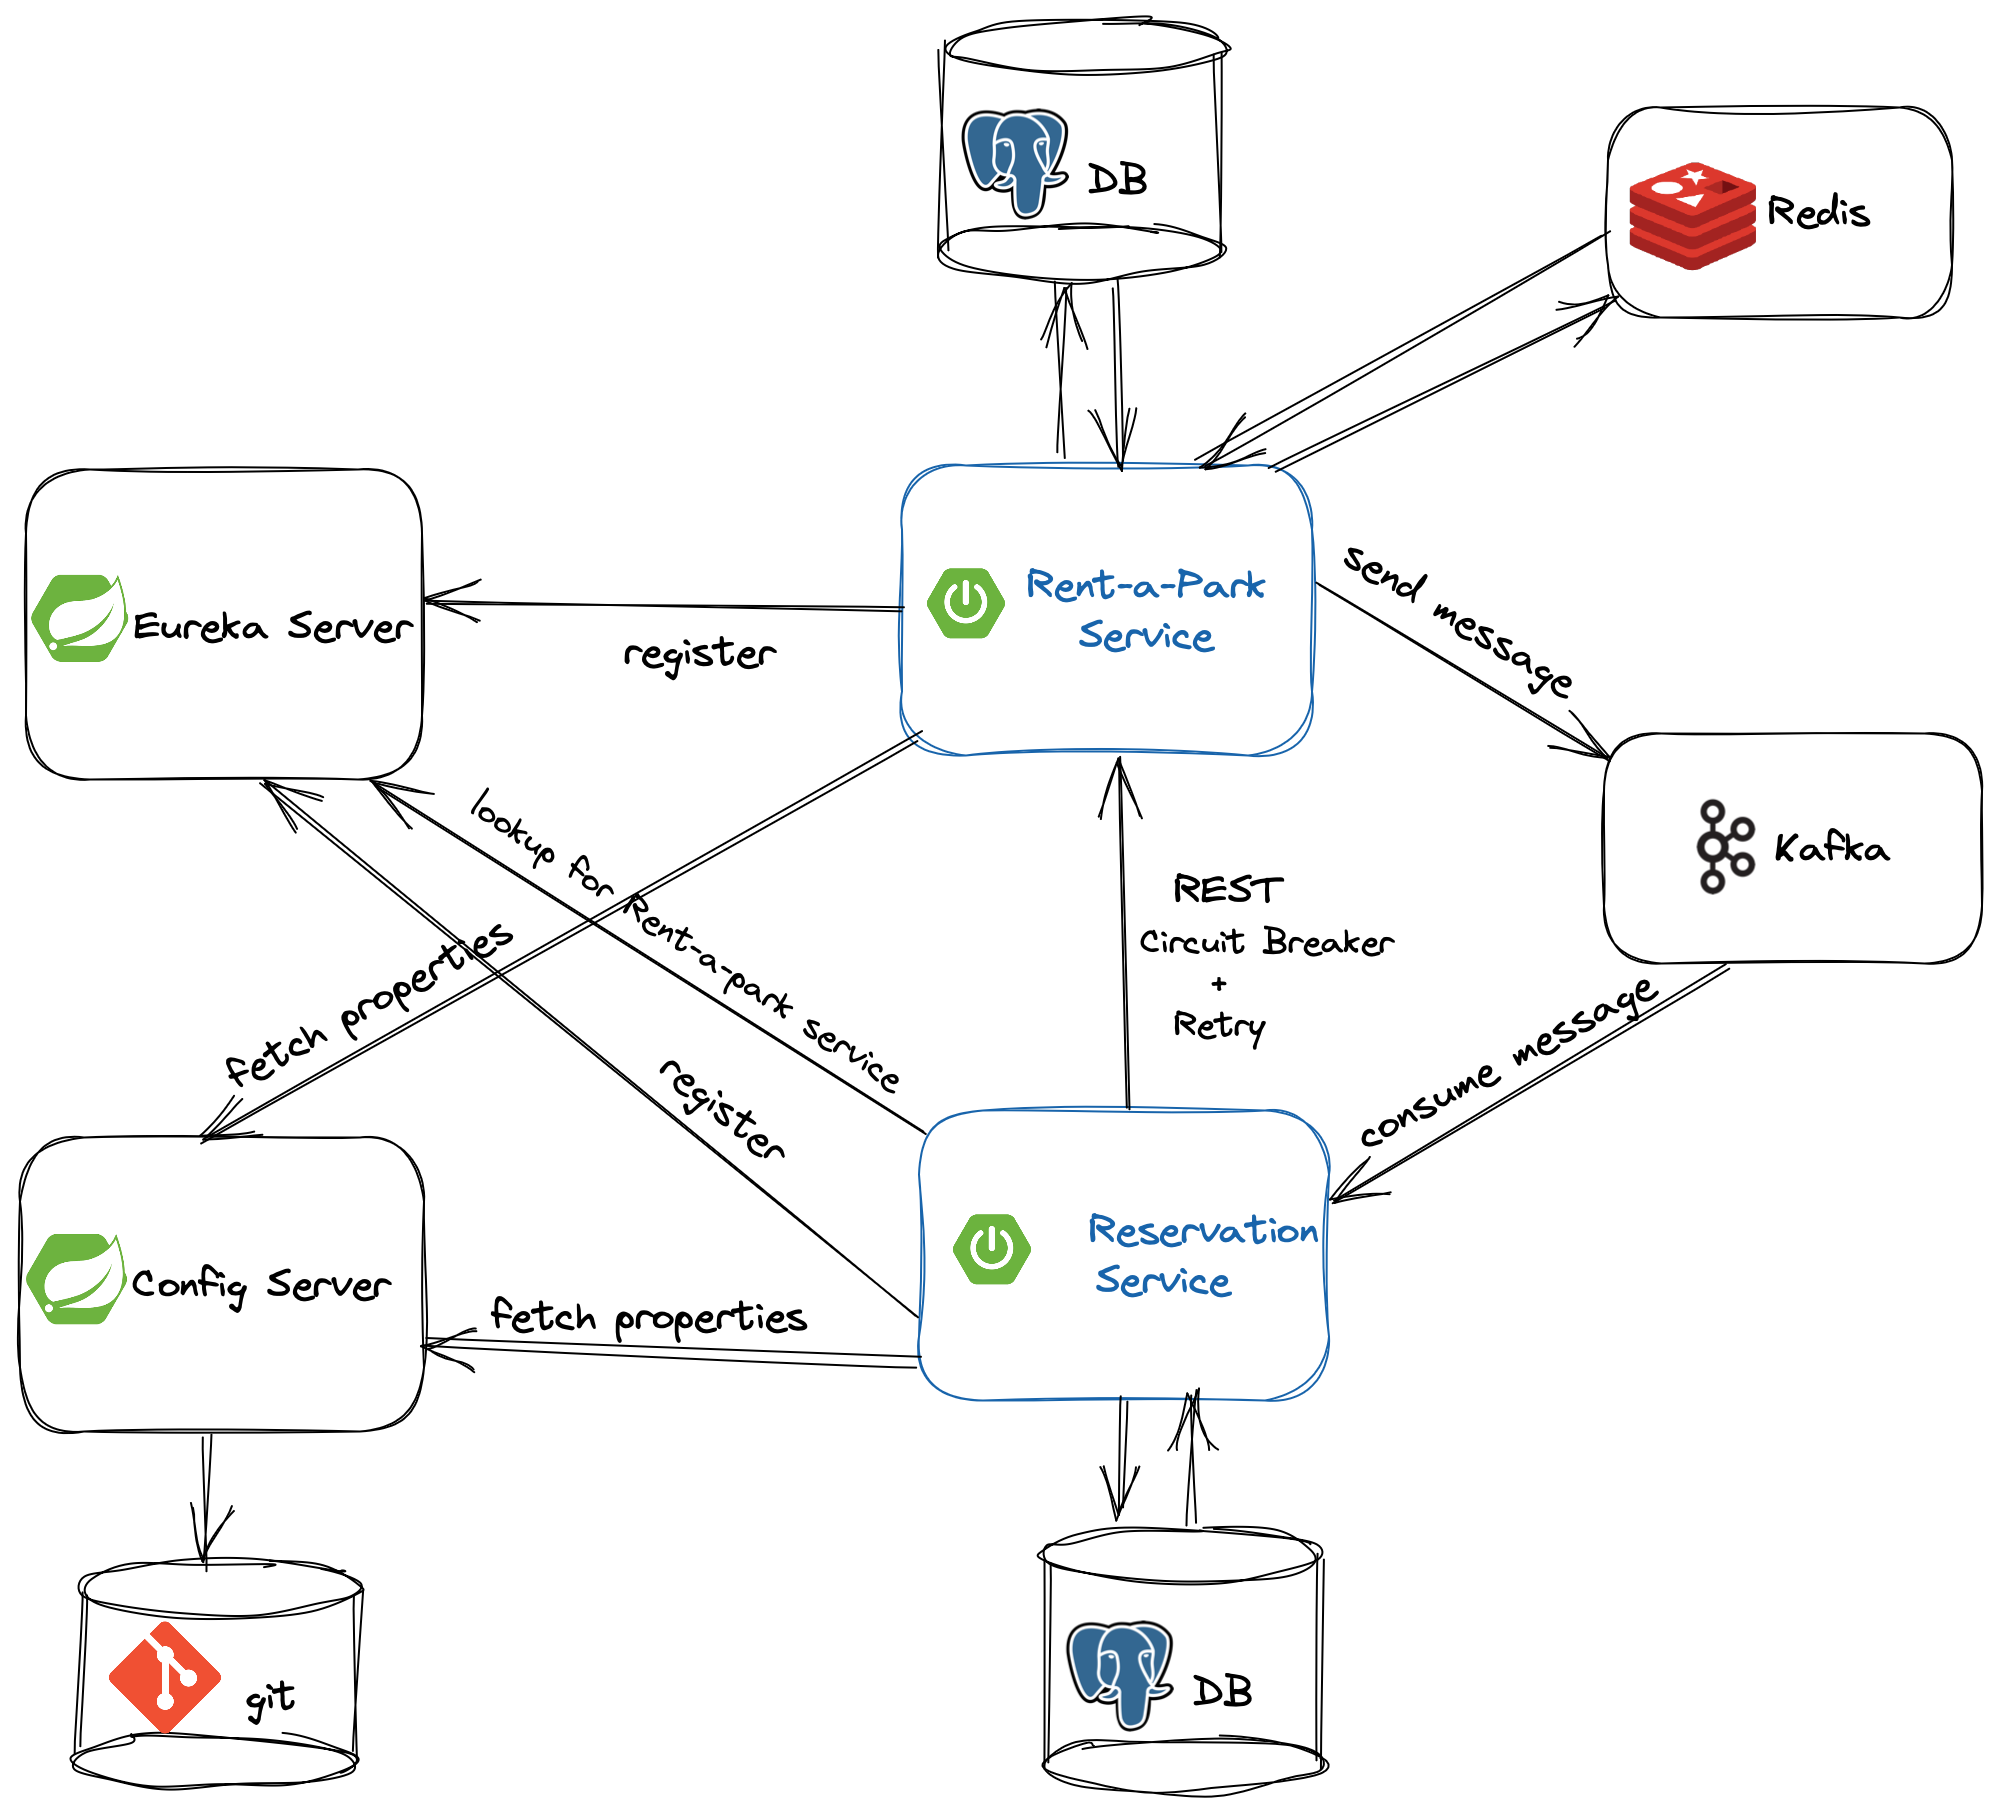 DB
Redis
Rent-a-Park
Service
send message
Eureka Server
register
lookup for Rent-a-park service
Kafka
REST
Circuit Breaker
+
Retry
fetch properties
register
consume message
Reservation
Service
Config Server
fetch properties
git
DB